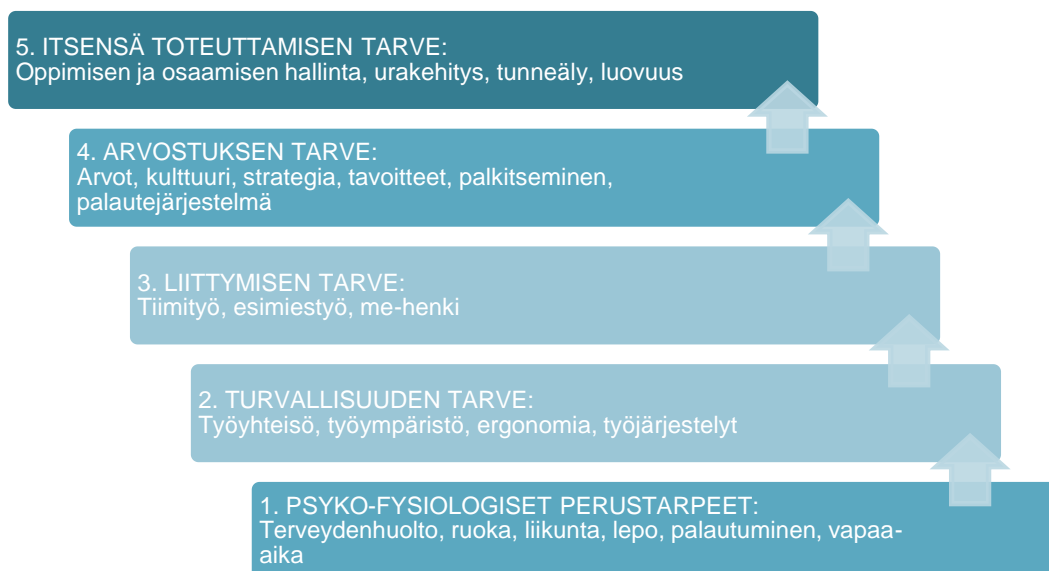 5. ITSENSÄ TOTEUTTAMISEN TARVE:
Oppimisen ja osaamisen hallinta, urakehitys, tunneäly, luovuus
4. ARVOSTUKSEN TARVE:
Arvot, kulttuuri, strategia, tavoitteet, palkitseminen,
palautejärjestelmä
3. LIITTYMISEN TARVE:
Tiimityö, esimiestyö, me-henki
2. TURVALLISUUDEN TARVE:
Työyhteisö, työympäristö, ergonomia, työjärjestelyt
1. PSYKO-FYSIOLOGISET PERUSTARPEET:
Terveydenhuolto, ruoka, liikunta, lepo, palautuminen, vapaa-
aika